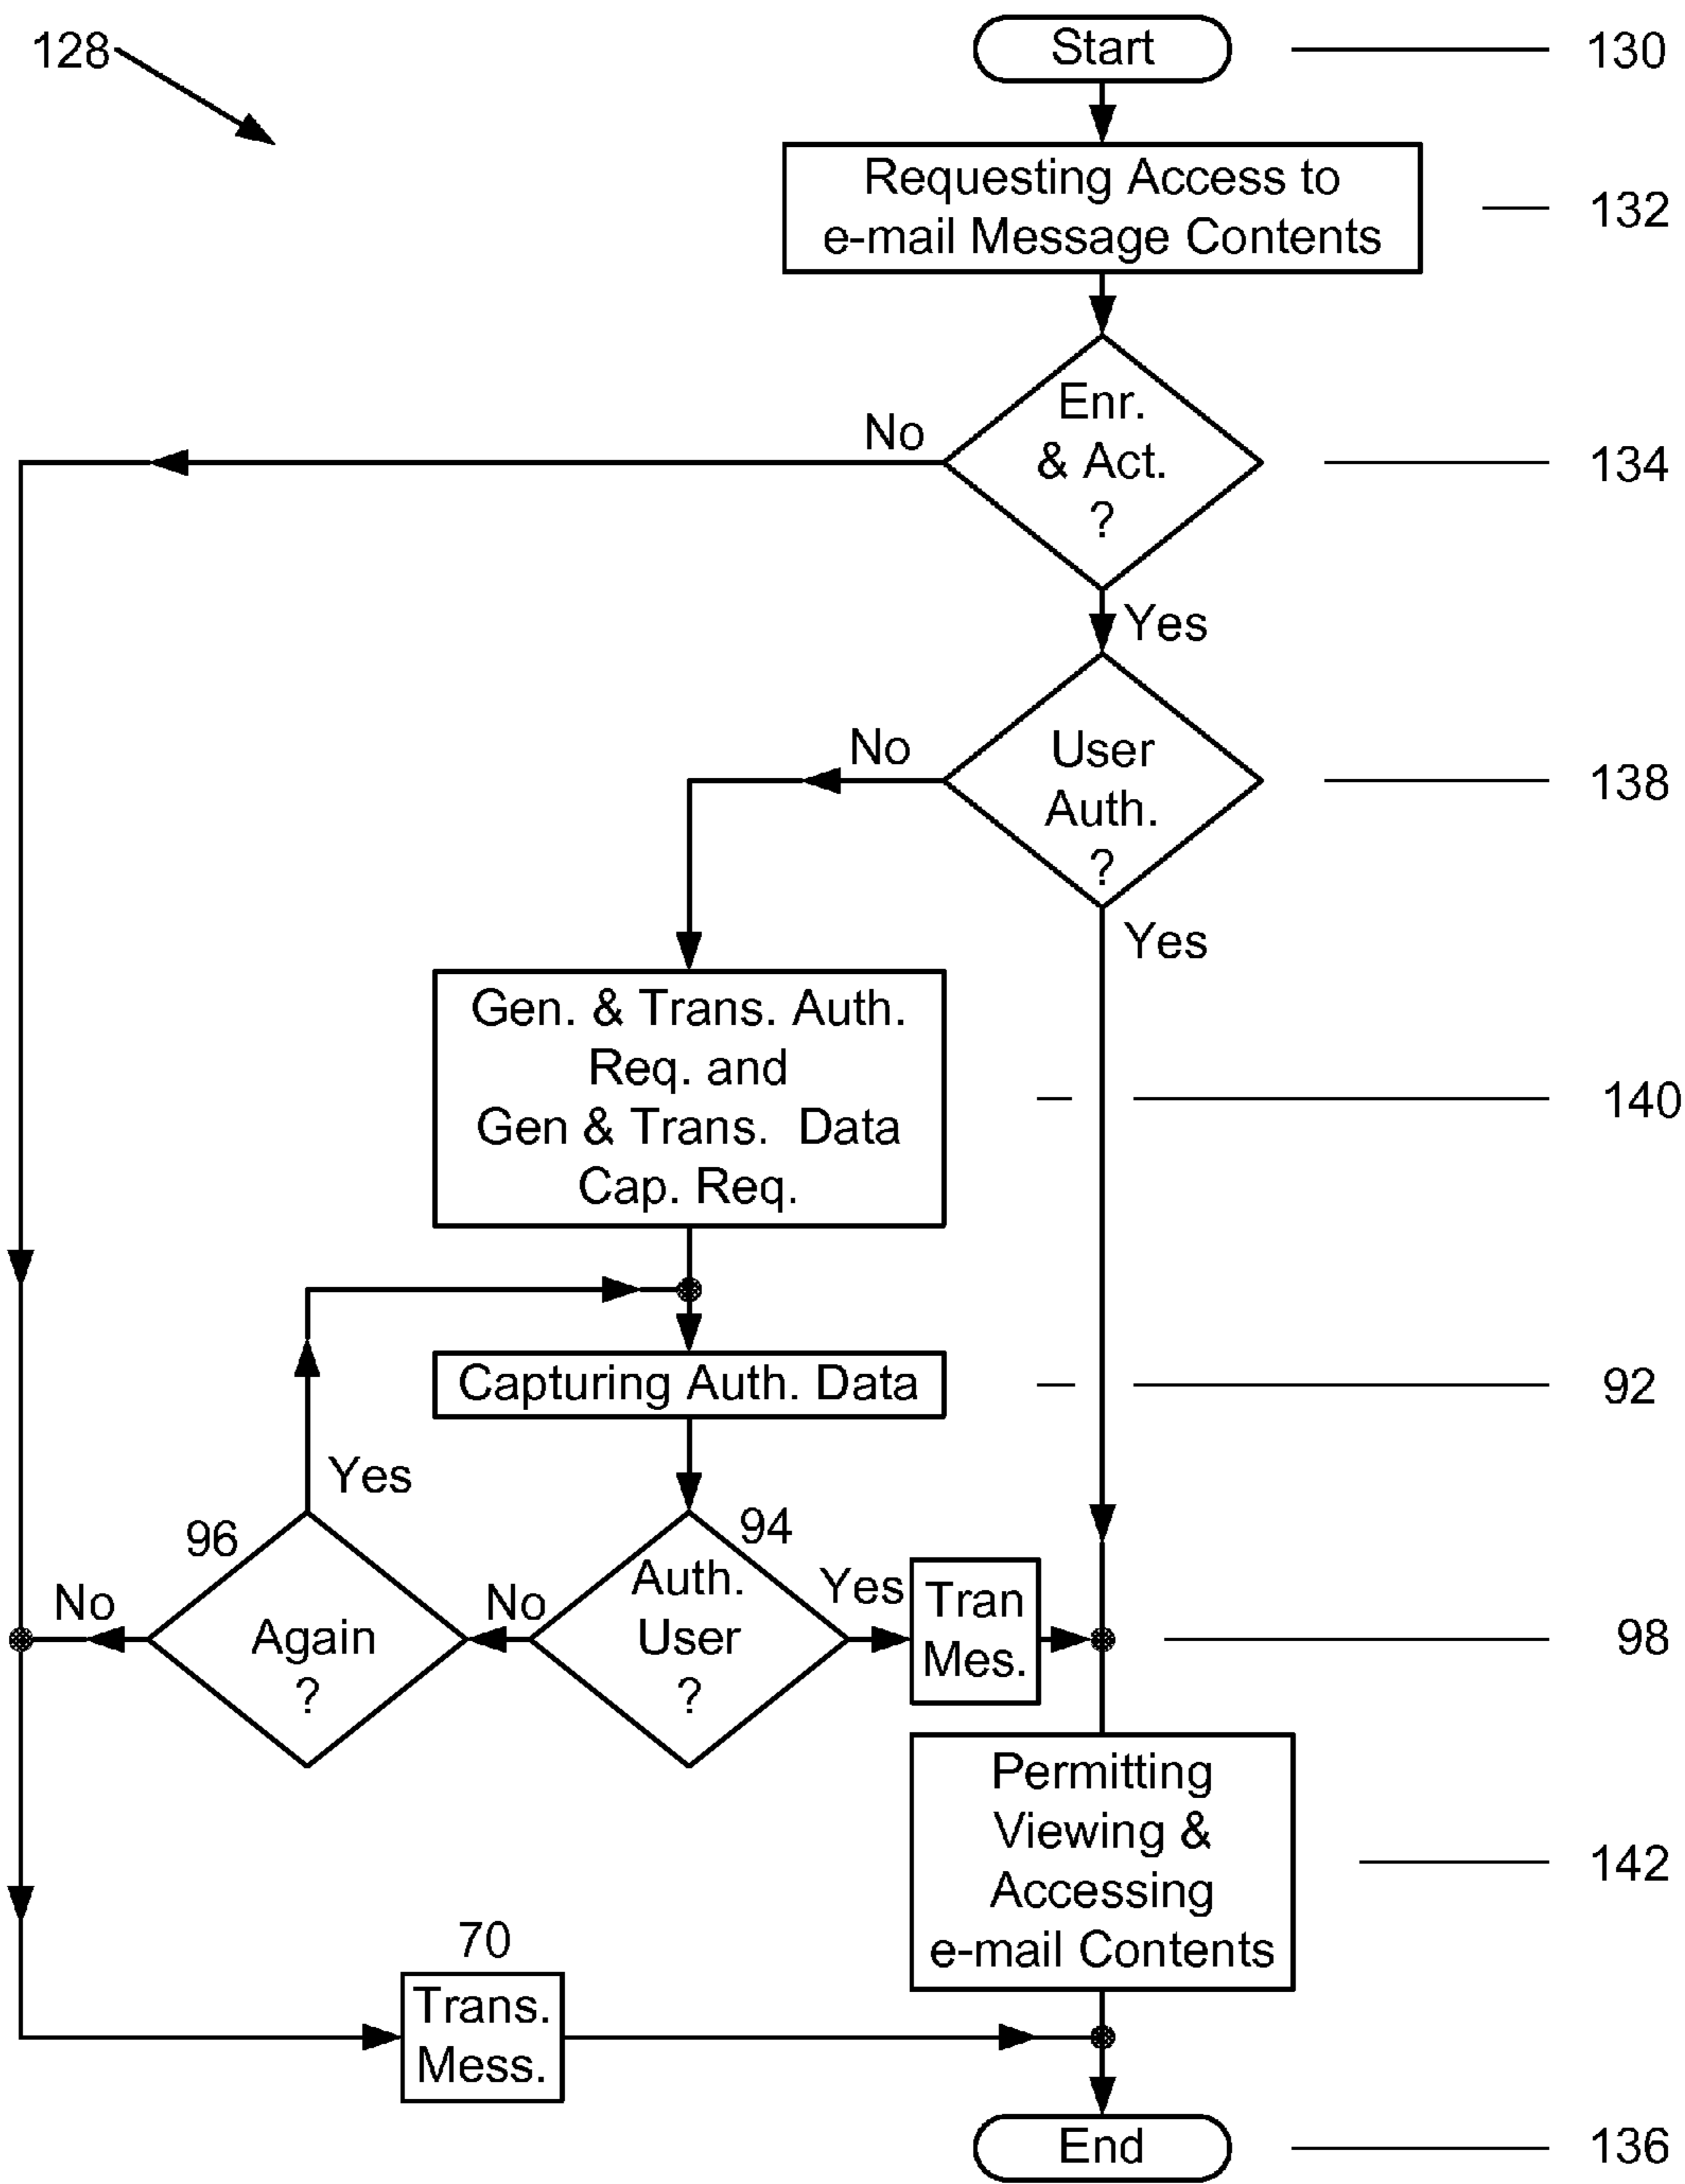 128
Start
130
Requesting Access to
e-mail Message Contents
132
Enr.
& Act.
?
134
No
Yes
User
Auth.
?
138
No
Yes
Gen. & Trans. Auth.
Req. and
Gen & Trans. Data
Cap. Req.
140
Capturing Auth. Data
92
Yes
96
Again
?
No
94
Auth.
User
?
No
Yes
Tran
Mes.
98
Permitting
Viewing &
Accessing
e-mail Contents
142
70
Trans.
Mess.
End
136